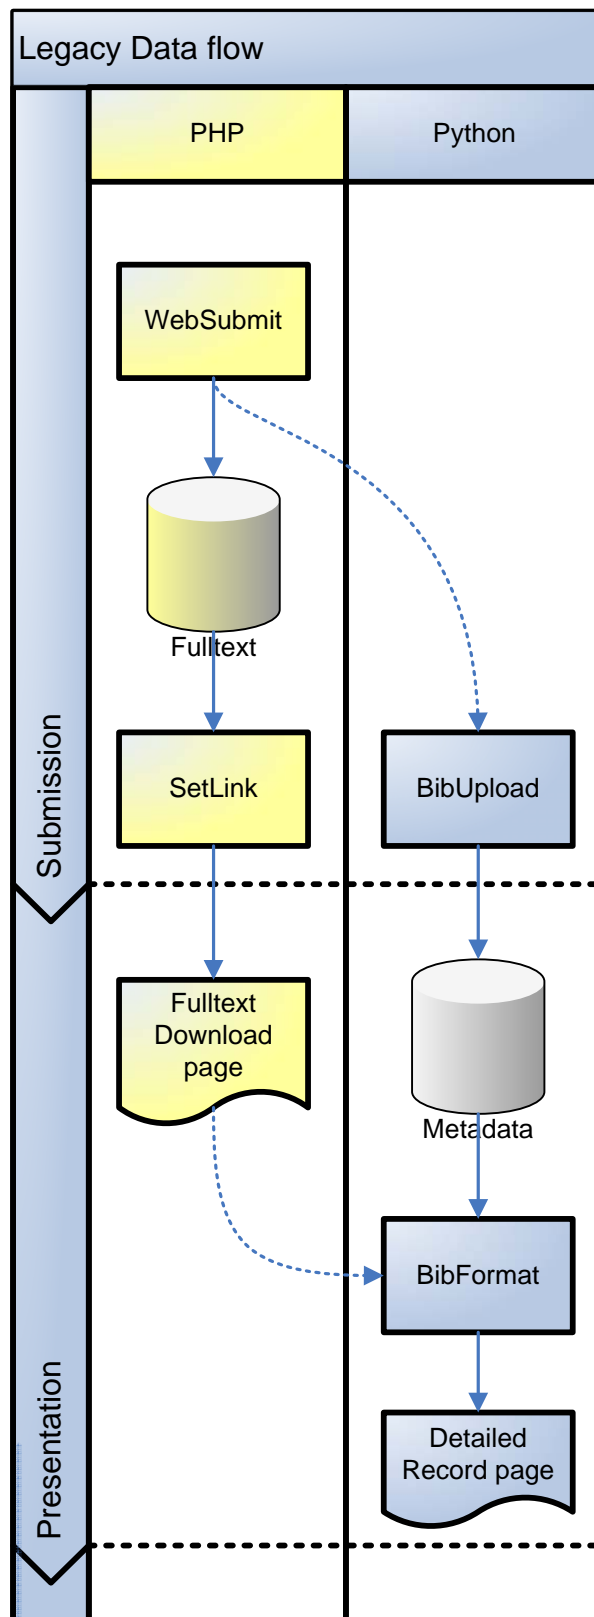 Legacy Data flow
PHP
Python
WebSubmit
Fulltext
Submission
SetLink
BibUpload
Fulltext
Download
page
Metadata
BibFormat
Presentation
Detailed
Record page